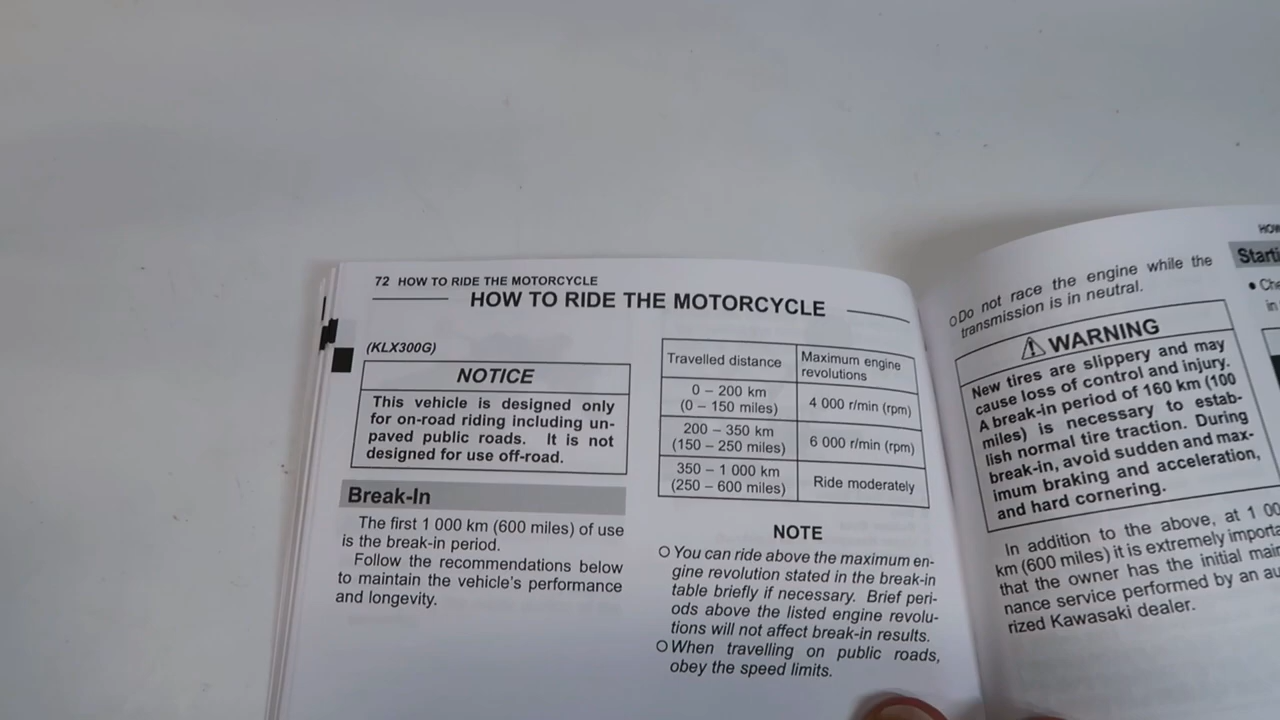 72 HOW TO RIDE THE MOTORCYCLE
HOW TO RIDE THE MOTORCYCLE
(KLX300G)
NOTICE
This vehicle is designed only
for on-road riding including un-
paved public roads. It is not
designed for use off-road.
Break-In
The first 1 000 km (600 miles) of use
is the break-in period.
Follow the recommendations below
to maintain the vehicle's performance
and longevity.
Travelled distance
Maximum engine
revolutions
0 – 200 km
(0 – 150 miles)
4 000 r/min (rpm)
200 – 350 km
(150 – 250 miles)
6 000 r/min (rpm)
350 – 1 000 km
(250 – 600 miles)
Ride moderately
NOTE
○ You can ride above the maximum en-
gine revolution stated in the break-in
table briefly if necessary. Brief peri-
ods above the listed engine revolu-
tions will not affect break-in results.
○ When travelling on public roads,
obey the speed limits.
○ Do not race the engine while the
transmission is in neutral.
WARNING
New tires are slippery and may
cause loss of control and injury.
A break-in period of 160 km (100
miles) is necessary to estab-
lish normal tire traction. During
break-in, avoid sudden and max-
imum braking and acceleration,
and hard cornering.
In addition to the above, at 1 00
km (600 miles) it is extremely importa
that the owner has the initial main
nance service performed by an au
rized Kawasaki dealer.
HOW
Starti
• Che
in